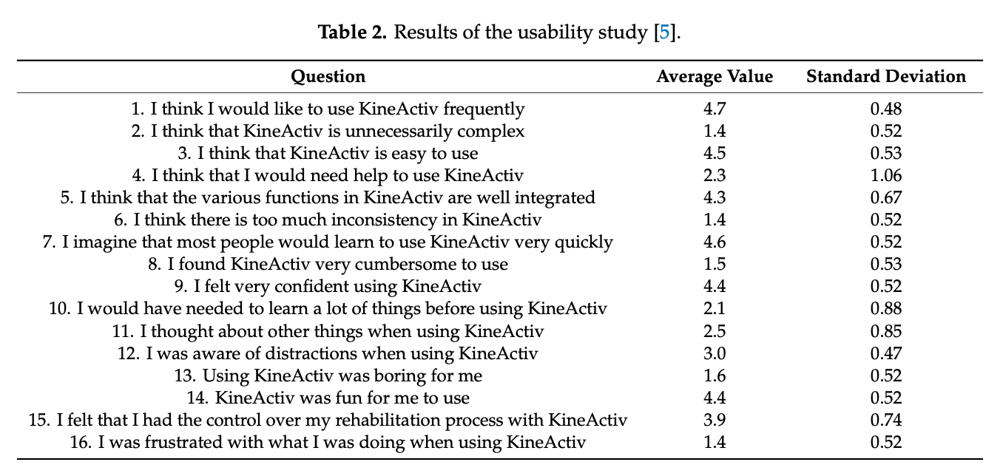 Table 2. Results of the usability study [5].
Question Average Value Standard Deviation
1. I think I would like to use KineActiv frequently 4.7 0.48
2. I think that KineActiv is unnecessarily complex 1.4 0.52
3. I think that KineActiv is easy to use 4.5 0.53
4. I think that I would need help to use KineActiv 2.3 1.06
5. I think that the various functions in KineActiv are well integrated 4.3 0.67
6. I think there is too much inconsistency in KineActiv 1.4 0.52
7. I imagine that most people would learn to use KineActiv very quickly 4.6 0.52
8. I found KineActiv very cumbersome to use 1.5 0.53
9. I felt very confident using KineActiv 4.4 0.52
10. I would have needed to learn a lot of things before using KineActiv 2.1 0.88
11. I thought about other things when using KineActiv 2.5 0.85
12. I was aware of distractions when using KineActiv 3.0 0.47
13. Using KineActiv was boring for me 1.6 0.52
14. KineActiv was fun for me to use 4.4 0.52
15. I felt that I had the control over my rehabilitation process with KineActiv 3.9 0.74
16. I was frustrated with what I was doing when using KineActiv 1.4 0.52